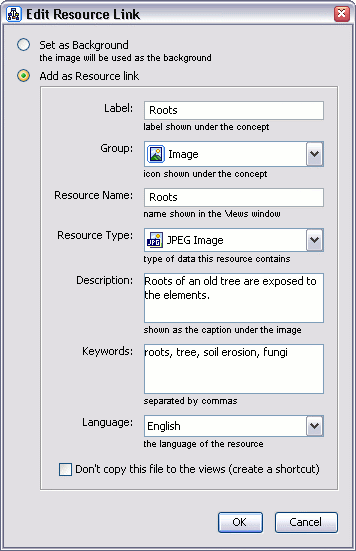 Edit Resource Link
Set as Background
the image will be used as the background
Add as Resource link
Label: Roots
label shown under the concept
Group: Image
icon shown under the concept
Resource Name: Roots
name shown in the Views window
Resource Type: JPEG Image
type of data this resource contains
Description: Roots of an old tree are exposed to
the elements.
shown as the caption under the image
Keywords: roots, tree, soil erosion, fungi
separated by commas
Language: English
the language of the resource
Don't copy this file to the views (create a shortcut)
OK Cancel